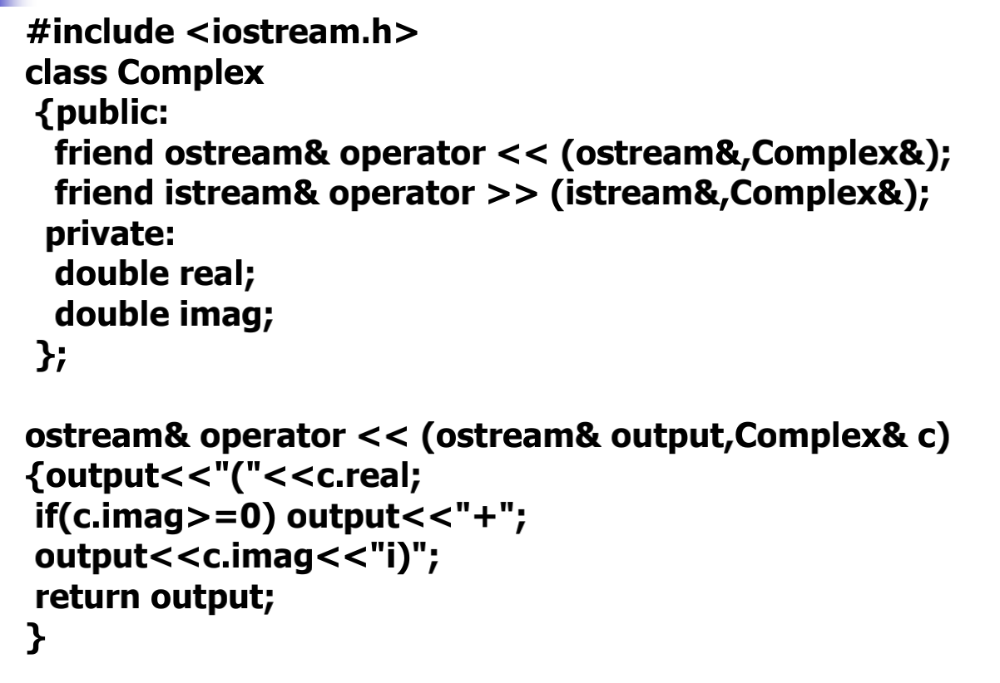 #include <iostream.h>
class Complex
{public:
friend ostream& operator << (ostream&,Complex&);
friend istream& operator >> (istream&,Complex&);
private:
double real;
double imag;
};
ostream& operator << (ostream& output,Complex& c)
{output<<"("<<c.real;
if(c.imag>=0) output<<"+";
output<<c.imag<<"i)";
return output;
}